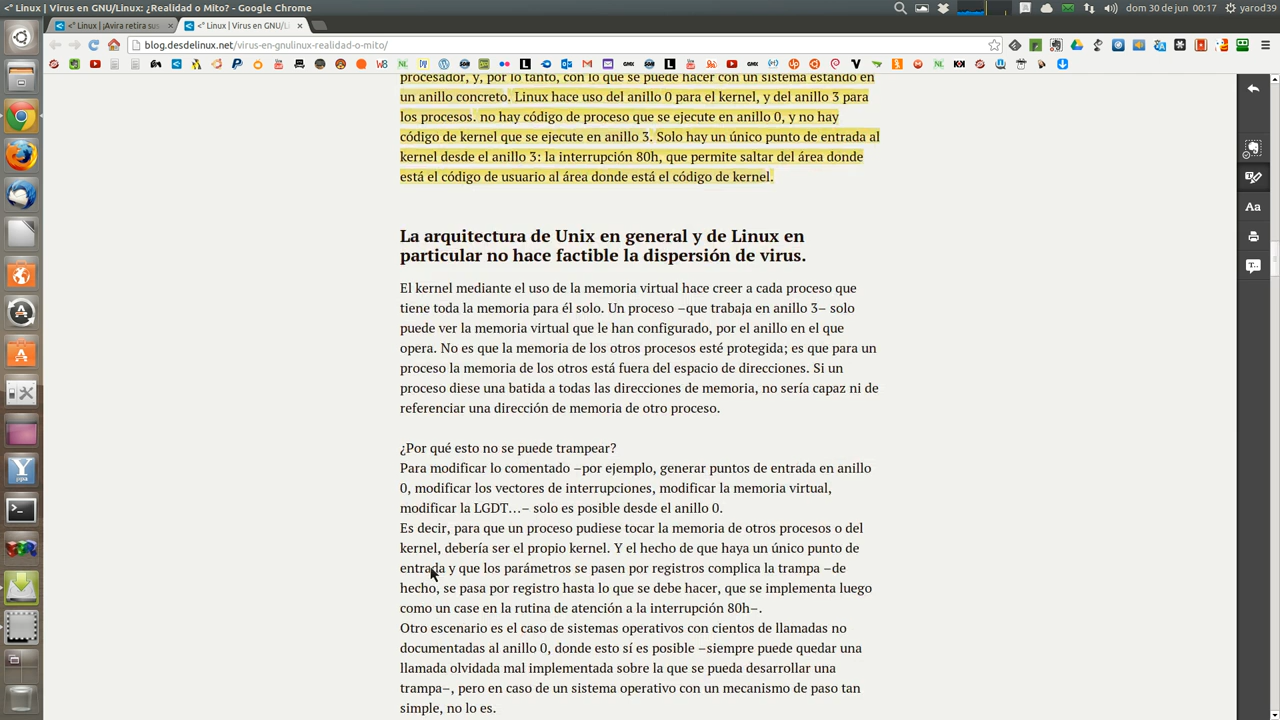 <° Linux | Virus en GNU/Linux: ¿Realidad o Mito? - Google Chrome
dom 30 de jun 00:17
yarod39
<° Linux | ¡Avira retira sus
<° Linux | Virus en GNU/Li
blog.desdelinux.net/virus-en-gnulinux-realidad-o-mito/
procesador, y, por lo tanto, con lo que se puede hacer con un sistema estando en
un anillo concreto. Linux hace uso del anillo 0 para el kernel, y del anillo 3 para
los procesos. no hay código de proceso que se ejecute en anillo 0, y no hay
código de kernel que se ejecute en anillo 3. Solo hay un único punto de entrada al
kernel desde el anillo 3: la interrupción 80h, que permite saltar del área donde
está el código de usuario al área donde está el código de kernel.
La arquitectura de Unix en general y de Linux en
particular no hace factible la dispersión de virus.
El kernel mediante el uso de la memoria virtual hace creer a cada proceso que
tiene toda la memoria para él solo. Un proceso –que trabaja en anillo 3– solo
puede ver la memoria virtual que le han configurado, por el anillo en el que
opera. No es que la memoria de los otros procesos esté protegida; es que para un
proceso la memoria de los otros está fuera del espacio de direcciones. Si un
proceso diese una batida a todas las direcciones de memoria, no sería capaz ni de
referenciar una dirección de memoria de otro proceso.
¿Por qué esto no se puede trampear?
Para modificar lo comentado –por ejemplo, generar puntos de entrada en anillo
0, modificar los vectores de interrupciones, modificar la memoria virtual,
modificar la LGDT…– solo es posible desde el anillo 0.
Es decir, para que un proceso pudiese tocar la memoria de otros procesos o del
kernel, debería ser el propio kernel. Y el hecho de que haya un único punto de
entrada y que los parámetros se pasen por registros complica la trampa –de
hecho, se pasa por registro hasta lo que se debe hacer, que se implementa luego
como un case en la rutina de atención a la interrupción 80h–.
Otro escenario es el caso de sistemas operativos con cientos de llamadas no
documentadas al anillo 0, donde esto sí es posible –siempre puede quedar una
llamada olvidada mal implementada sobre la que se pueda desarrollar una
trampa–, pero en caso de un sistema operativo con un mecanismo de paso tan
simple, no lo es.
Aa